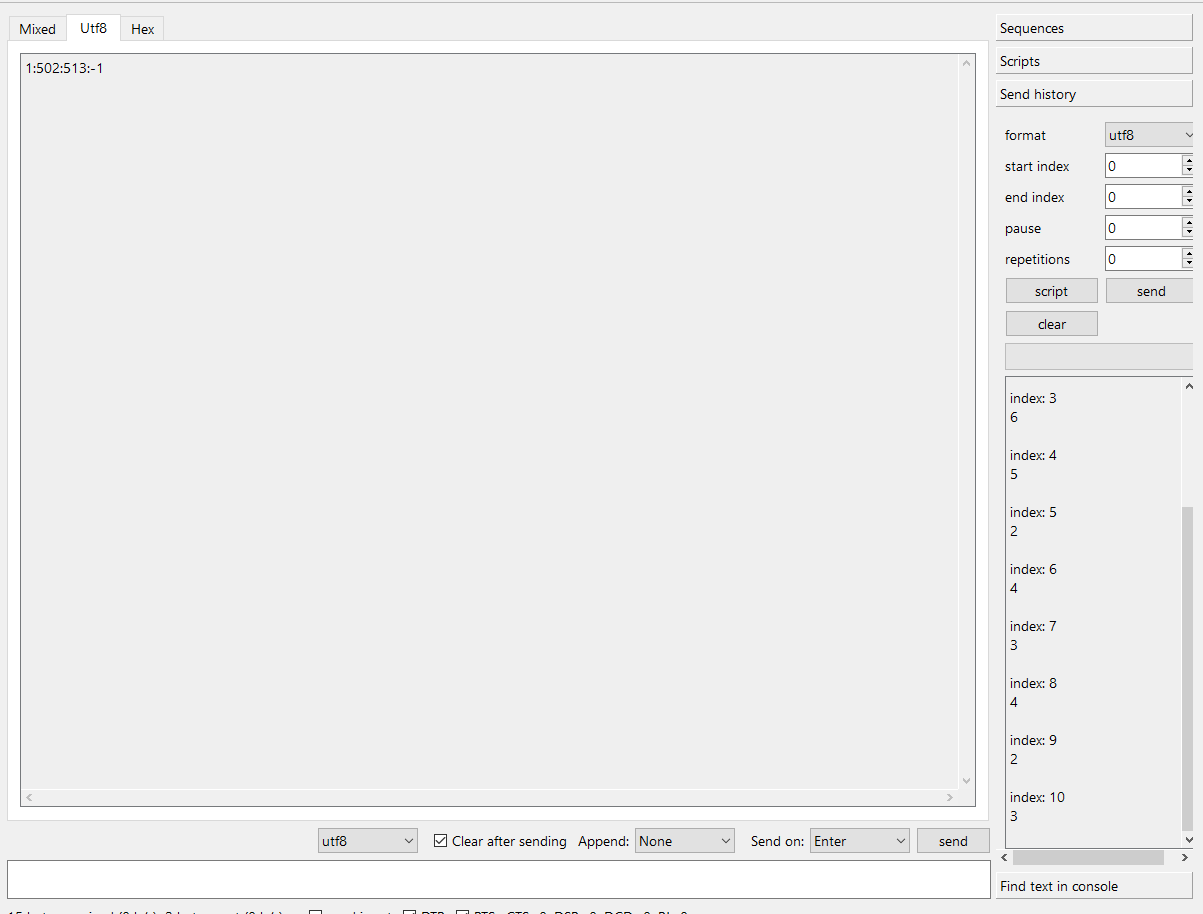 Mixed Utf8 Hex
1:502:513:-1
utf8 Clear after sending Append: None Send on: Enter send
Sequences
Scripts
Send history
format utf8
start index 0
end index 0
pause 0
repetitions 0
script send
clear
index: 3
6
index: 4
5
index: 5
2
index: 6
4
index: 7
3
index: 8
4
index: 9
2
index: 10
3
Find text in console